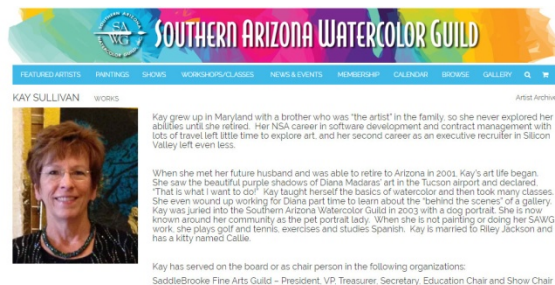 SOUTHERN ARIZONA
SAWG
WATERCOLOR GUILD
SOUTHERN ARIZONA WATERCOLOR GUILD
FEATURED ARTISTS PAINTINGS SHOWS WORKSHOPS/CLASSES NEWS & EVENTS MEMBERSHIP CALENDAR BROWSE GALLERY
KAY SULLIVAN WORKS Artist Archive
Kay grew up in Maryland with a brother who was "the artist" in the family, so she never explored her
abilities until she retired. Her NSA career in software development and contract management with
lots of travel left little time to explore art, and her second career as an executive recruiter in Silicon
Valley left even less.
When she met her future husband and was able to retire to Arizona in 2001, Kay's art life began.
She saw the beautiful purple shadows of Diana Madaras' art in the Tucson airport and declared,
"That is what I want to do!" Kay taught herself the basics of watercolor and then took many classes.
She even wound up working for Diana part time to learn about the "behind the scenes" of a gallery.
Kay was juried into the Southern Arizona Watercolor Guild in 2003 with a dog portrait. She is now
known around her community as the pet portrait lady. When she is not painting or doing her SAWG
work, she plays golf and tennis, exercises and studies Spanish. Kay is married to Riley Jackson and
has a kitty named Callie.
Kay has served on the board or as chair person in the following organizations:
SaddleBrooke Fine Arts Guild – President, VP, Treasurer, Secretary, Education Chair and Show Chair